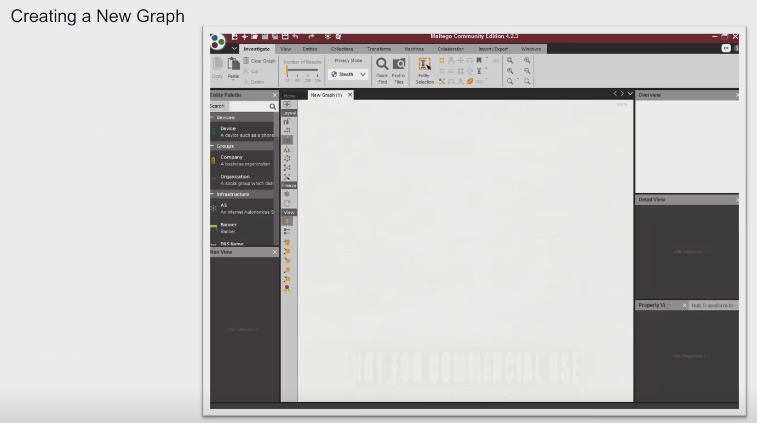 Creating a New Graph
Maltego Community Edition 4.2.3
Investigate View Entities Collections Transforms Machines Collaboration Import/Export Windows
Copy
Paste
Clear Graph
Cut
Delete
Number of Results
Privacy Mode
Stealth
Quick Find
Find in Files
Entity Selection
Entity Palette
Search:
Devices
Device
A device such as a phone
Groups
Company
A business organisation
Organization
A social group which distr
Infrastructure
AS
An internet Autonomous S
Banner
Banner
DNS Name
Run View
Home
New Graph (1)
Layout
Freeze
View
NOT FOR COMMERCIAL USE
Overview
Detail View
Property Vi
Hub Transform In